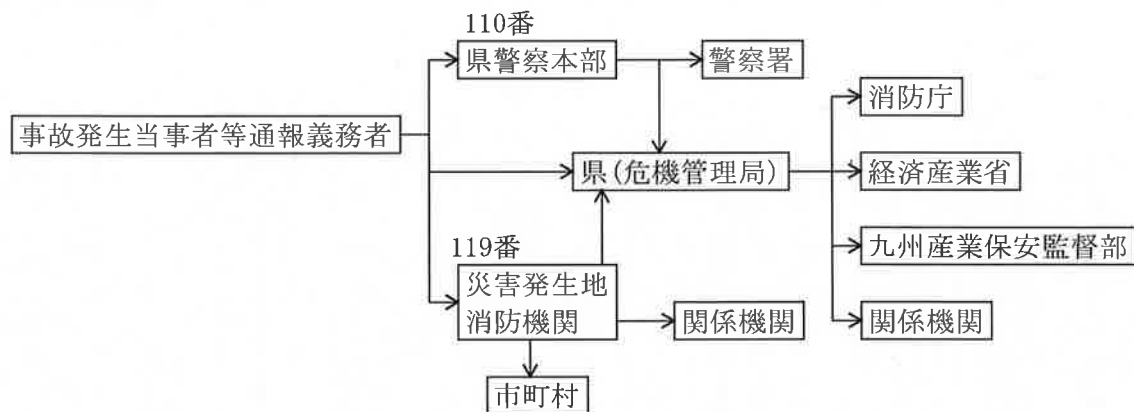 110番
県警察本部
警察署
消防庁
事故発生当事者等通報義務者
県(危機管理局)
経済産業省
119番
九州産業保安監督部
災害発生地
消防機関
関係機関
関係機関
市町村